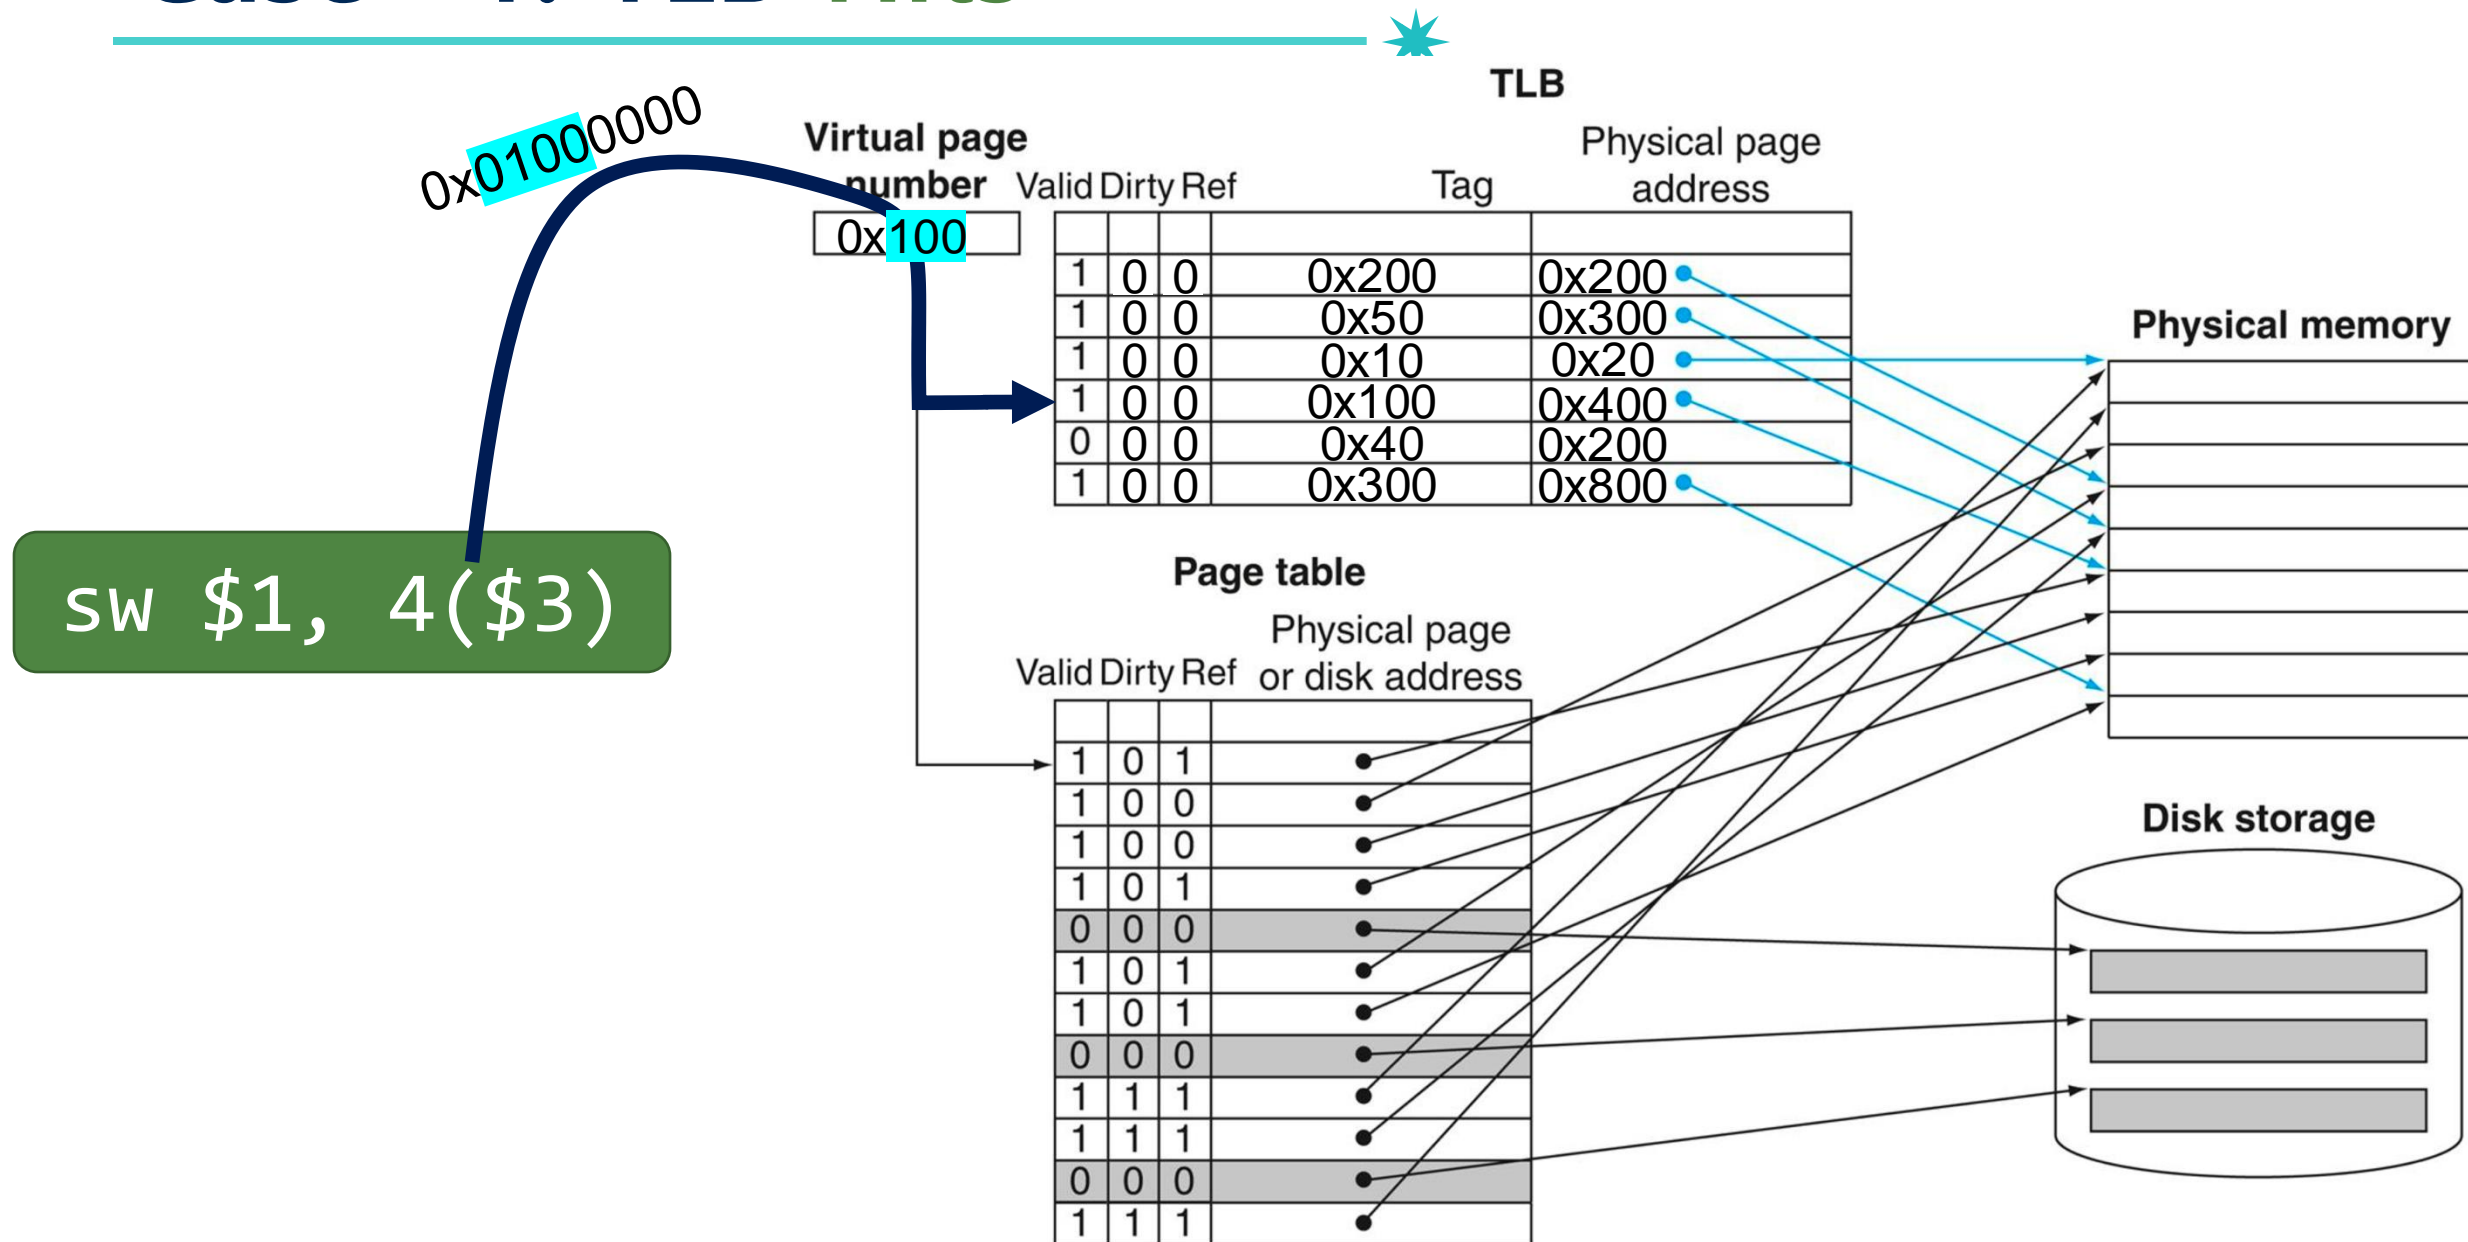 TLB
0x01000000
Virtual page
number
0x100
Physical page
Valid Dirty Ref Tag address
1 0 0 0x200 0x200
1 0 0 0x50 0x300
1 0 0 0x10 0x20
1 0 0 0x100 0x400
0 0 0 0x40 0x200
1 0 0 0x300 0x800
Physical memory
sw $1, 4($3)
Page table
Physical page
Valid Dirty Ref or disk address
1 0 1
1 0 0
1 0 0
1 0 1
0 0 0
1 0 1
1 0 1
0 0 0
1 1 1
1 1 1
0 0 0
1 1 1
Disk storage